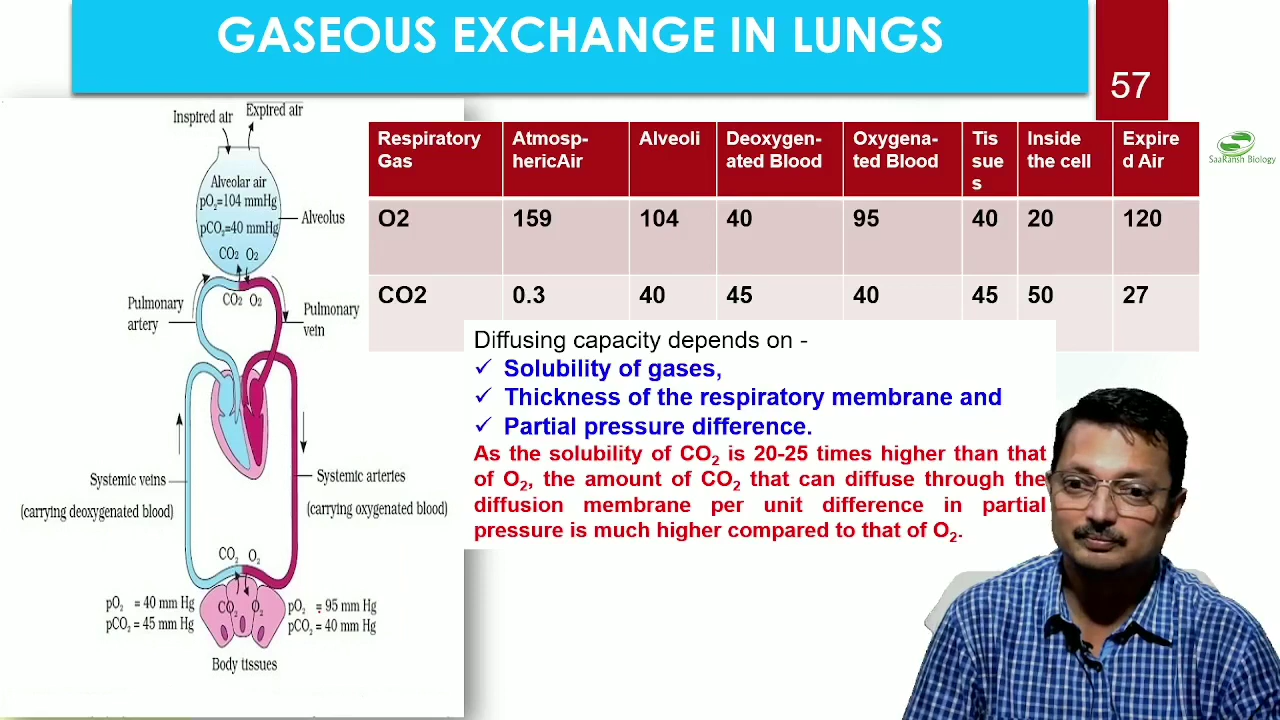 GASEOUS EXCHANGE IN LUNGS
57
Inspired air
Expired air
Alveolar air
pO₂=104 mmHg
pCO₂=40 mmHg
CO₂ O₂
Alveolus
CO₂ O₂
Pulmonary
artery
Pulmonary
vein
Systemic veins
(carrying deoxygenated blood)
Systemic arteries
(carrying oxygenated blood)
CO₂ O₂
CO₂ O₂
pO₂ = 40 mm Hg
pCO₂ = 45 mm Hg
pO₂ = 95 mm Hg
pCO₂ = 40 mm Hg
Body tissues
Respiratory
Gas
Atmosp-
hericAir
Alveoli
Deoxygen-
ated Blood
Oxygena-
ted Blood
Tis
sue
s
Inside
the cell
Expire
d Air
O2 159 104 40 95 40 20 120
CO2 0.3 40 45 40 45 50 27
SaaRansh Biology
Diffusing capacity depends on -
✓ Solubility of gases,
✓ Thickness of the respiratory membrane and
✓ Partial pressure difference.
As the solubility of CO₂ is 20-25 times higher than that
of O₂, the amount of CO₂ that can diffuse through the
diffusion membrane per unit difference in partial
pressure is much higher compared to that of O₂.